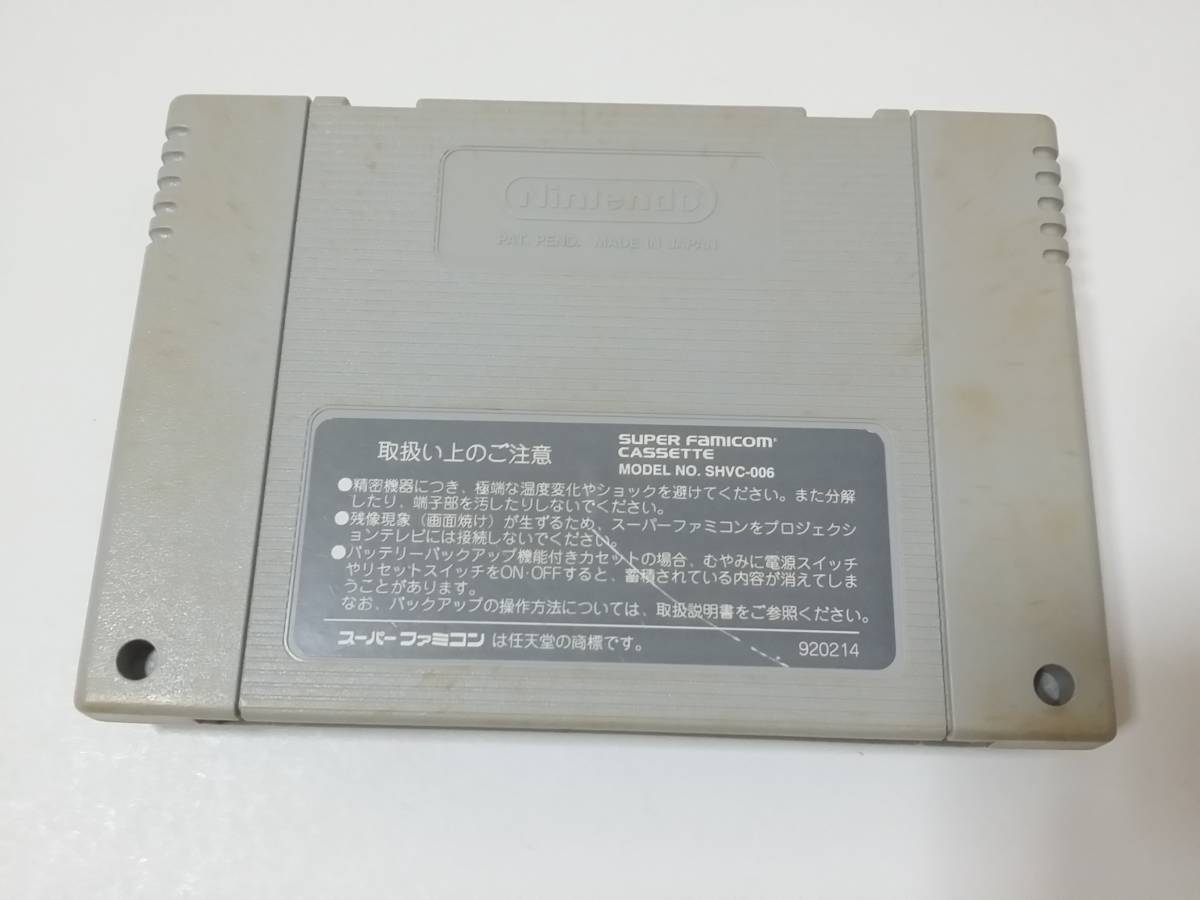 Nintendo
PAT. PEND. MADE IN JAPAN
取扱い上のご注意
SUPER FAMICOM
CASSETTE
MODEL NO. SHVC-006
●精密機器につき、極端な温度変化やショックを避けてください。また分解
したり、端子部を汚したりしないでください。
●残像現象（画面焼け）が生ずるため、スーパーファミコンをプロジェクシ
ョンテレビには接続しないでください。
●バッテリーバックアップ機能付きカセットの場合、むやみに電源スイッチ
やリセットスイッチをON·OFFすると、蓄積されている内容が消えてしま
うことがあります。
なお、バックアップの操作方法については、取扱説明書をご参照ください。
スーパーファミコン は任天堂の商標です。
920214